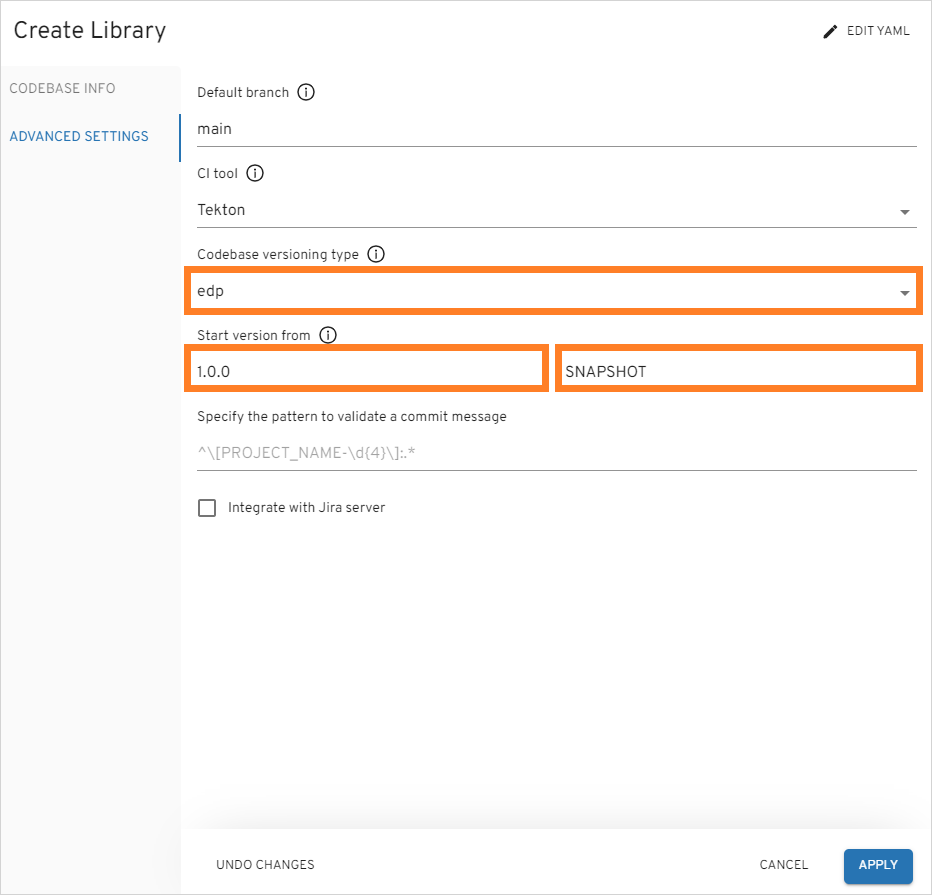 Create Library
EDIT YAML
CODEBASE INFO
ADVANCED SETTINGS
Default branch
main
CI tool
Tekton
Codebase versioning type
edp
Start version from
1.0.0
SNAPSHOT
Specify the pattern to validate a commit message
^\[PROJECT_NAME-\d{4}\]:.*
Integrate with Jira server
UNDO CHANGES
CANCEL
APPLY